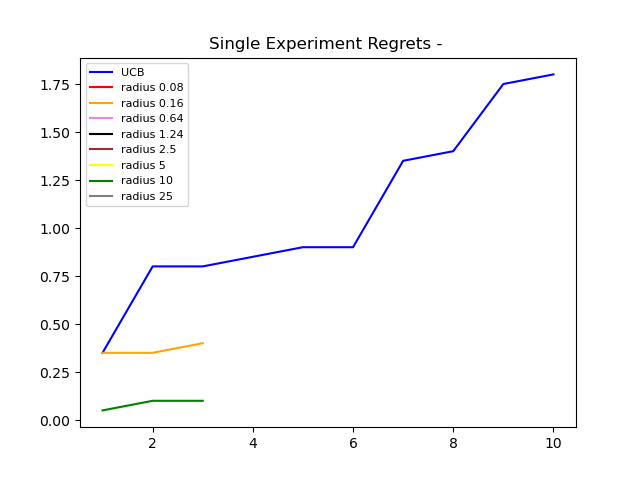 Single Experiment Regrets -
UCB
radius 0.08
radius 0.16
radius 0.64
radius 1.24
radius 2.5
radius 5
radius 10
radius 25
1.75
1.50
1.25
1.00
0.75
0.50
0.25
0.00
2 4 6 8 10